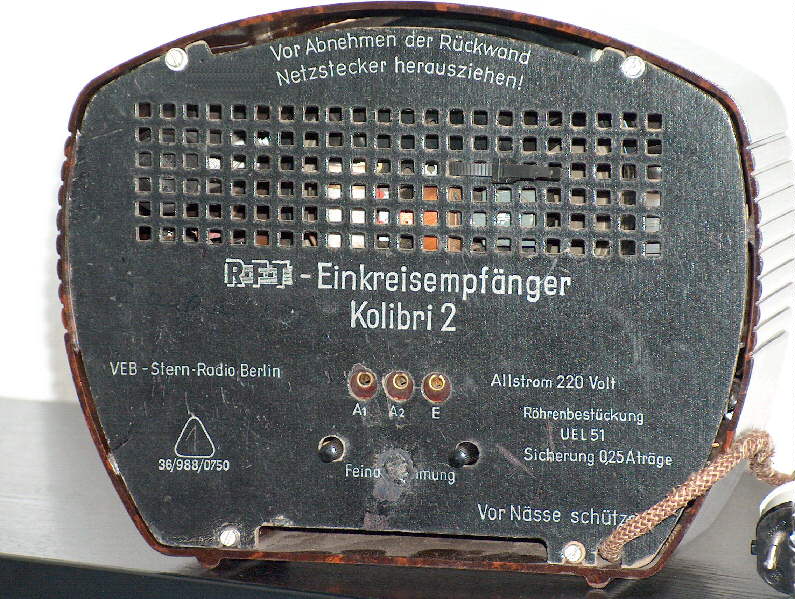 Vor Abnehmen der Rückwand
Netzstecker herausziehen!
RFT - Einkreisempfänger
Kolibri 2
VEB - Stern-Radio Berlin
Allstrom 220 Volt
A1 A2 E
Röhrenbestückung
UEL 51
Sicherung 0,25 A träge
36/988/0750
Vor Nässe